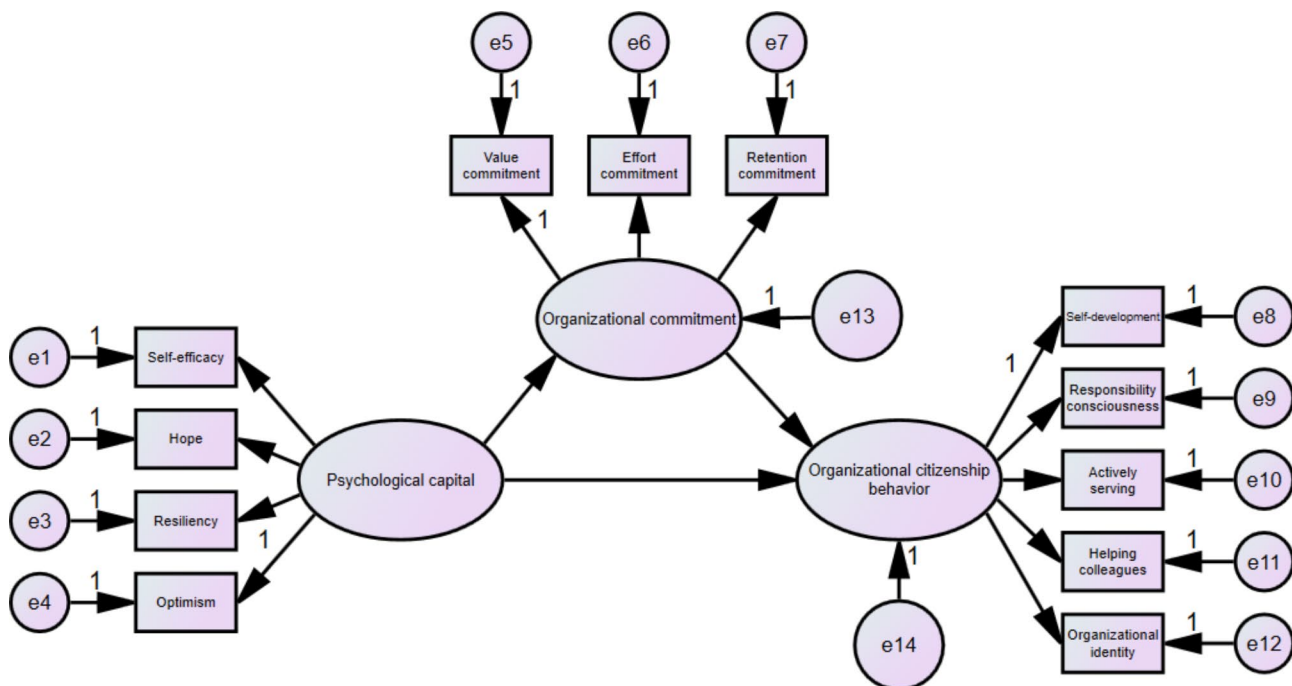 e5
e6
e7
1
1
1
Value
commitment
Effort
commitment
Retention
commitment
1
Organizational commitment
1
e13
e1
1
Self-efficacy
e2
1
Hope
e3
1
Resiliency
1
e4
1
Optimism
Psychological capital
Organizational citizenship
behavior
1
e14
1
Self-development
1
e8
Responsibility
consciousness
1
e9
Actively
serving
1
e10
Helping
colleagues
1
e11
Organizational
identity
1
e12